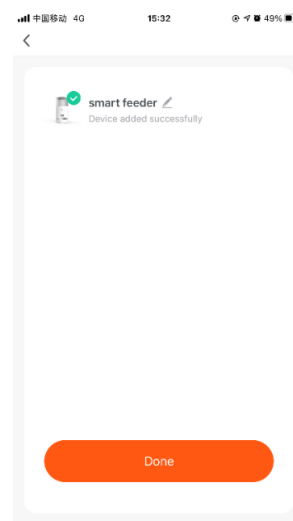 中国移动 4G 15:32 49%
smart feeder
Device added successfully
Done